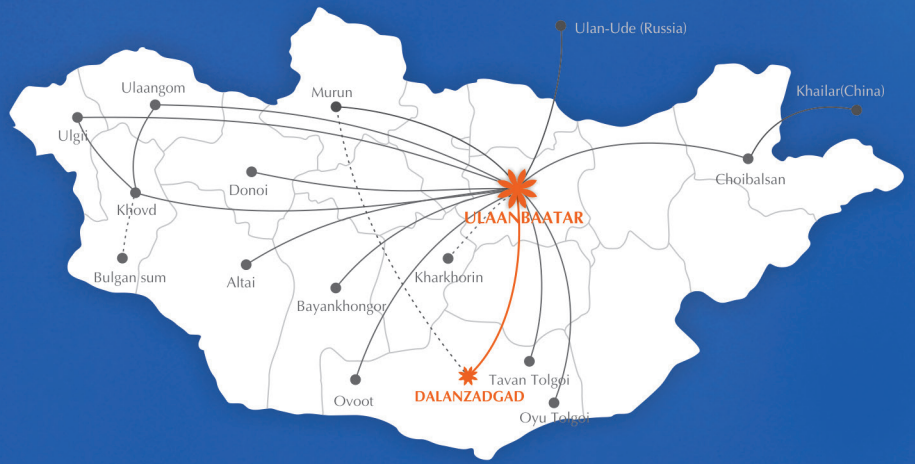 Ulan-Ude (Russia)
Ulaangom
Murun
Khailar(China)
Ulgii
Donoi
Choibalsan
Khovd
ULAANBAATAR
Bulgan sum
Altai
Kharkhorin
Bayankhongor
Tavan Tolgoi
Ovoot
DALANZADGAD
Oyu Tolgoi